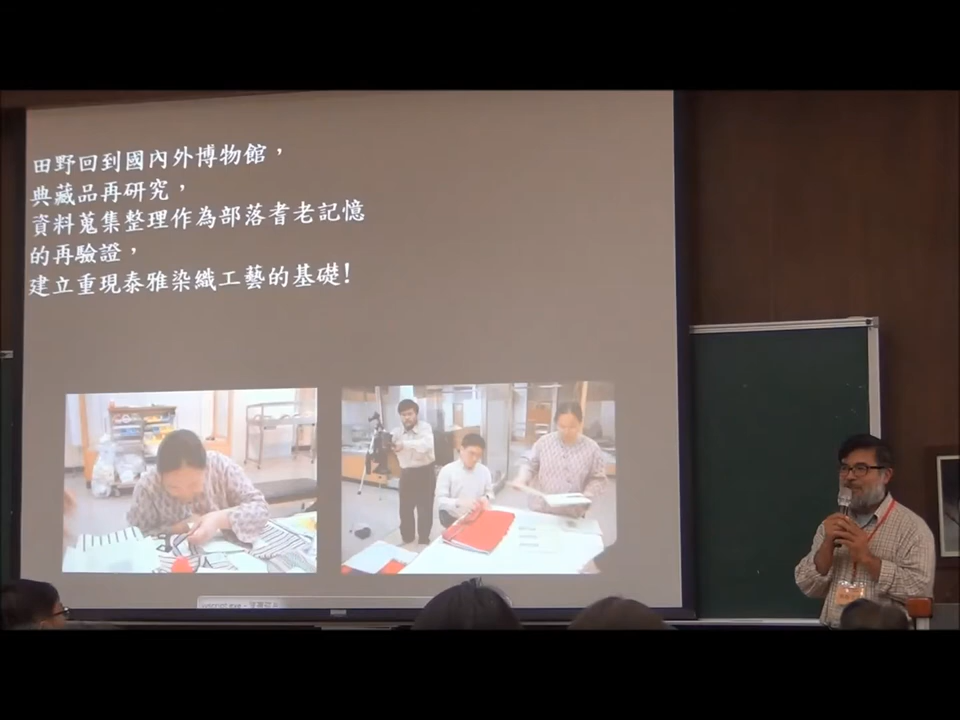 田野回到國內外博物館，
典藏品再研究，
資料蒐集整理作為部落耆老記憶
的再驗證，
建立重現泰雅染織工藝的基礎！